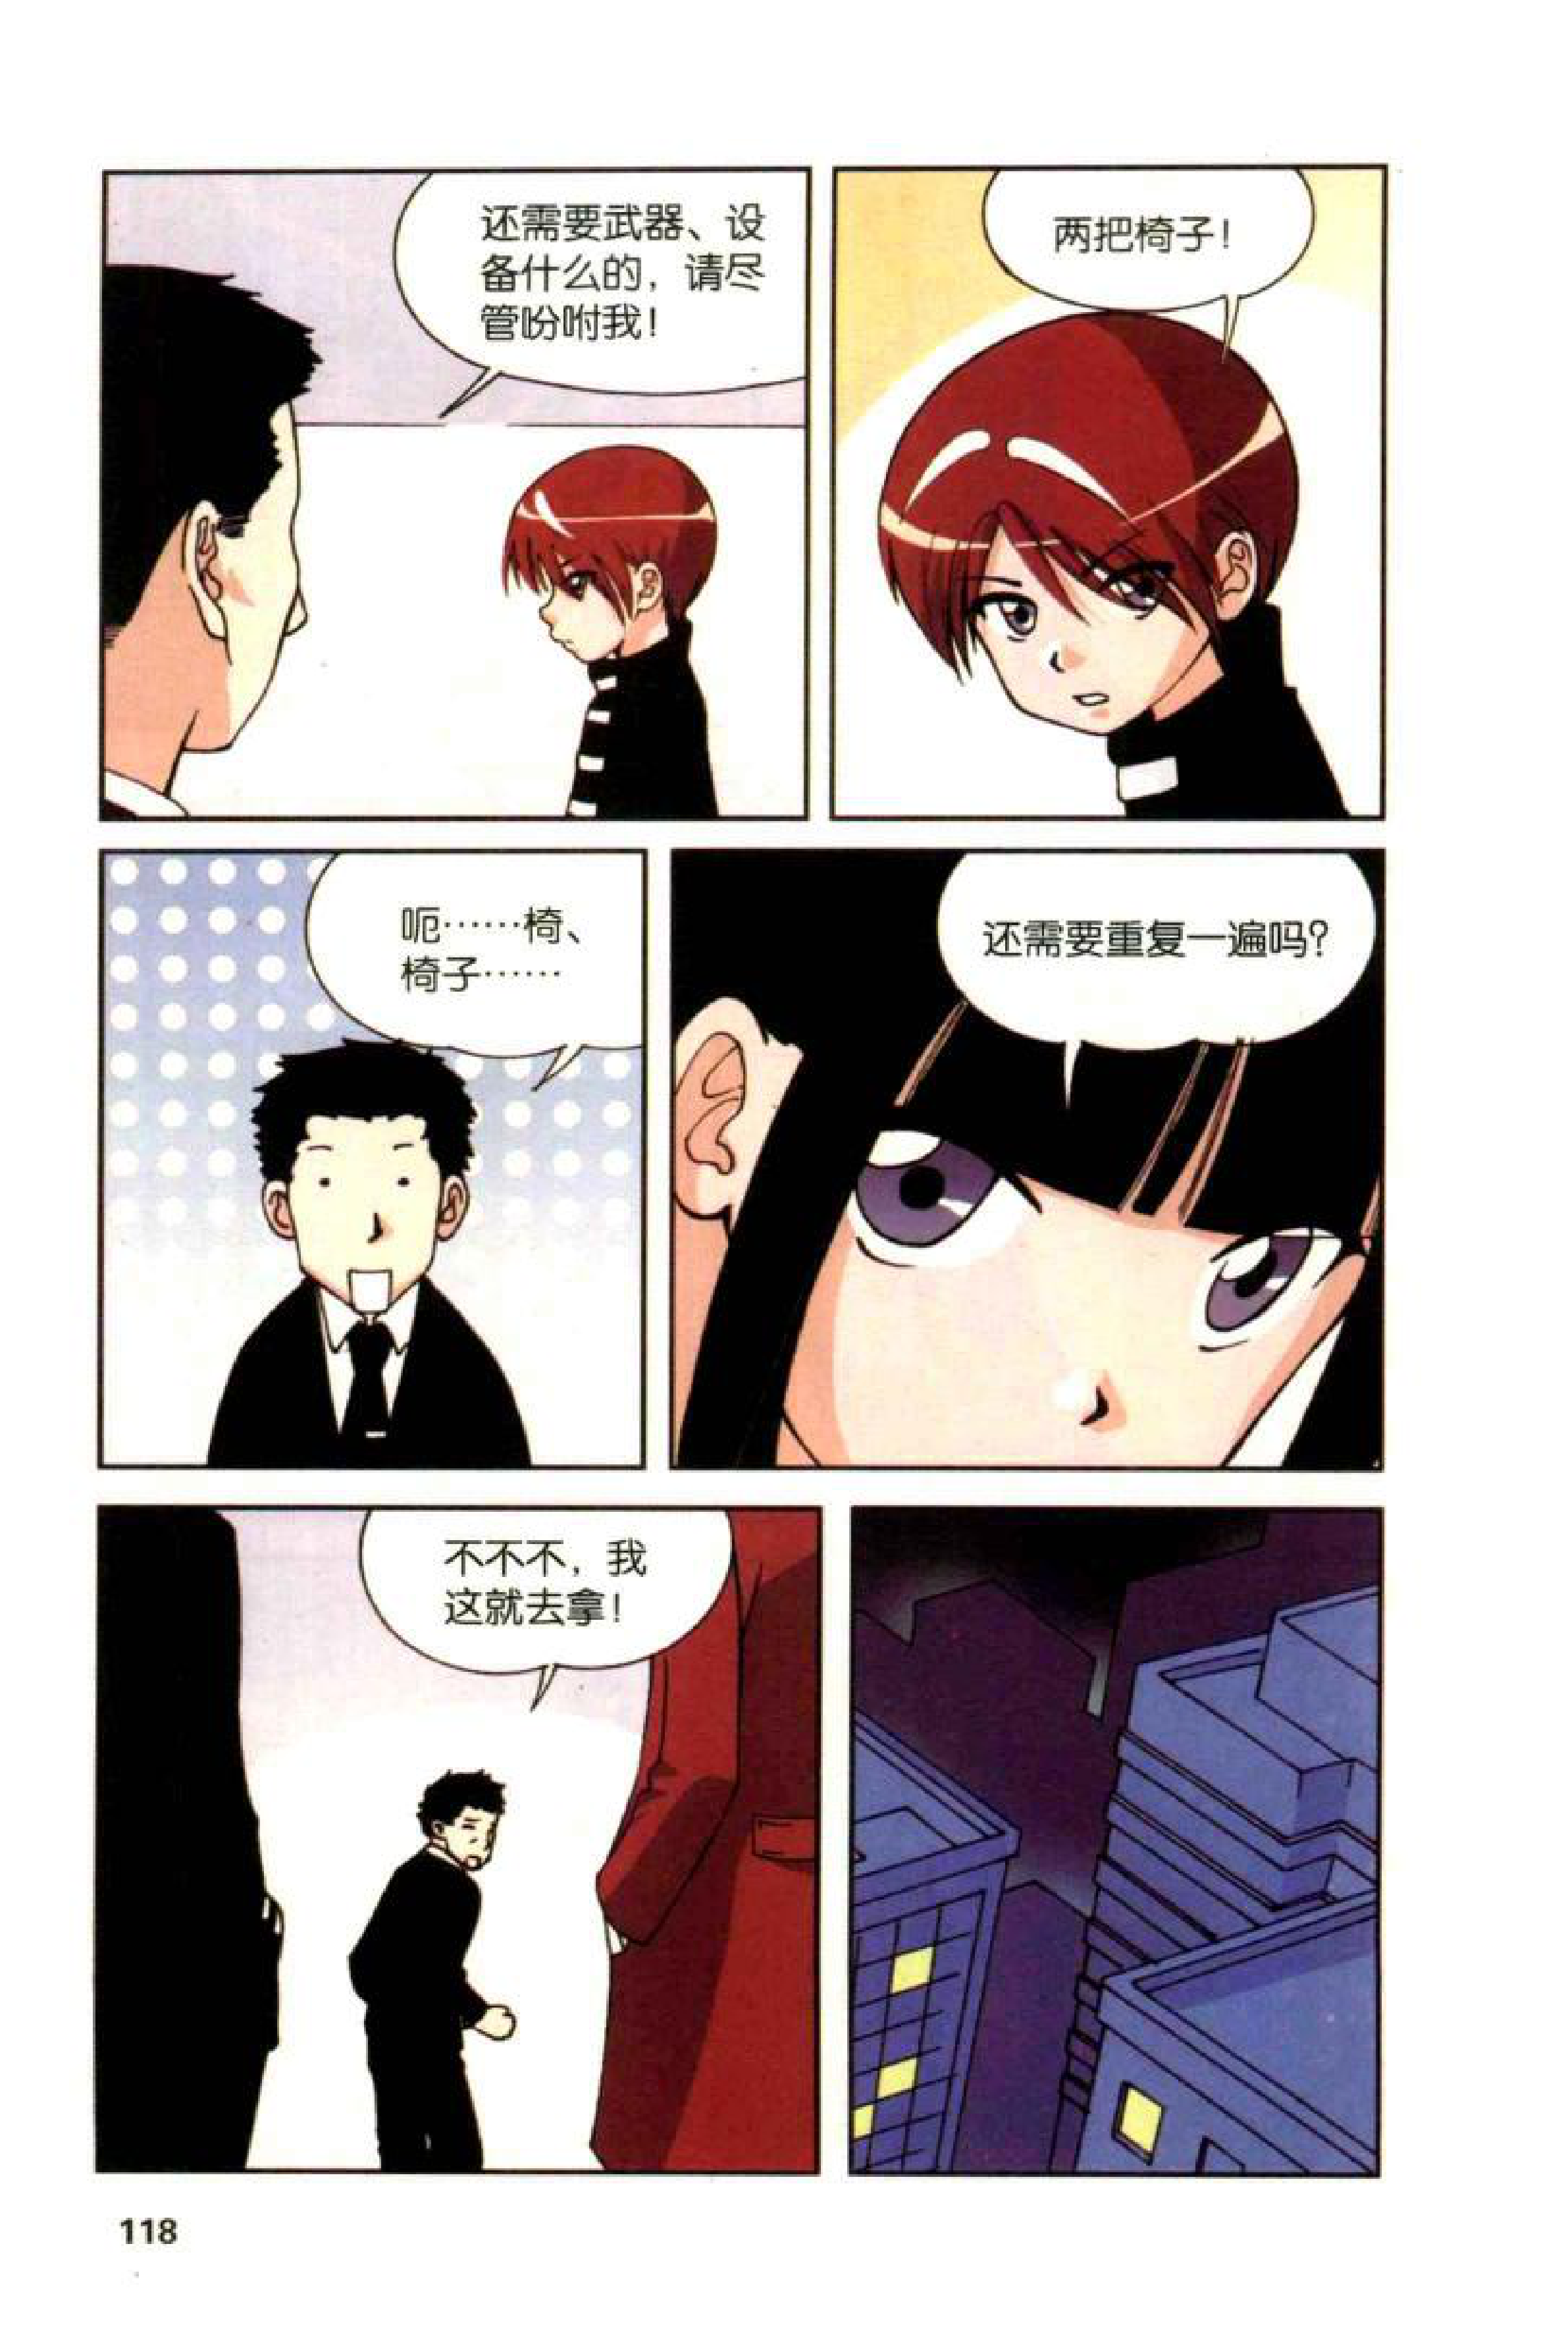 还需要武器、设
备什么的，请尽
管吩咐我！
两把椅子！
呃……椅、
椅子……
还需要重复一遍吗？
不不不，我
这就去拿！
118